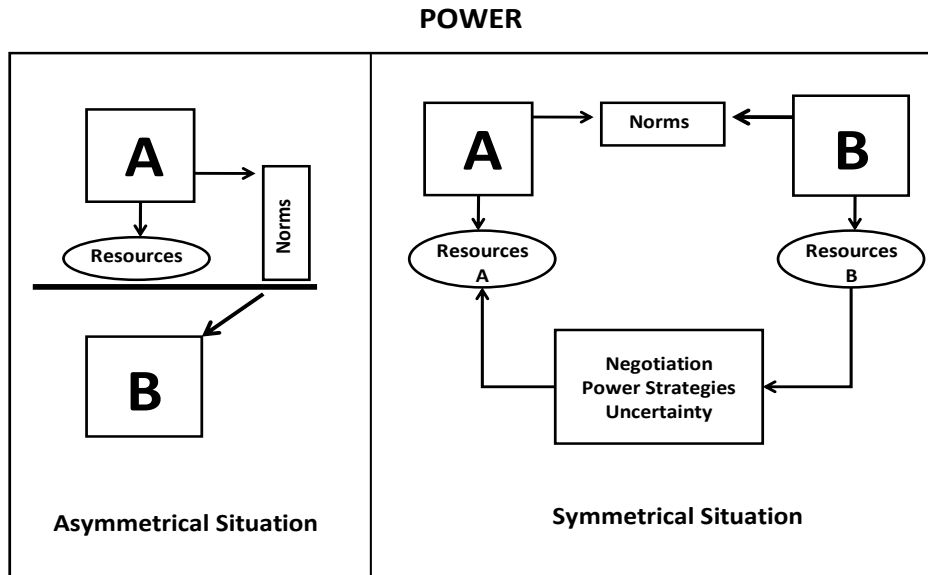 POWER
A
Norms
Resources
B
Asymmetrical Situation
A
Norms
B
Resources
A
Resources
B
Negotiation
Power Strategies
Uncertainty
Symmetrical Situation